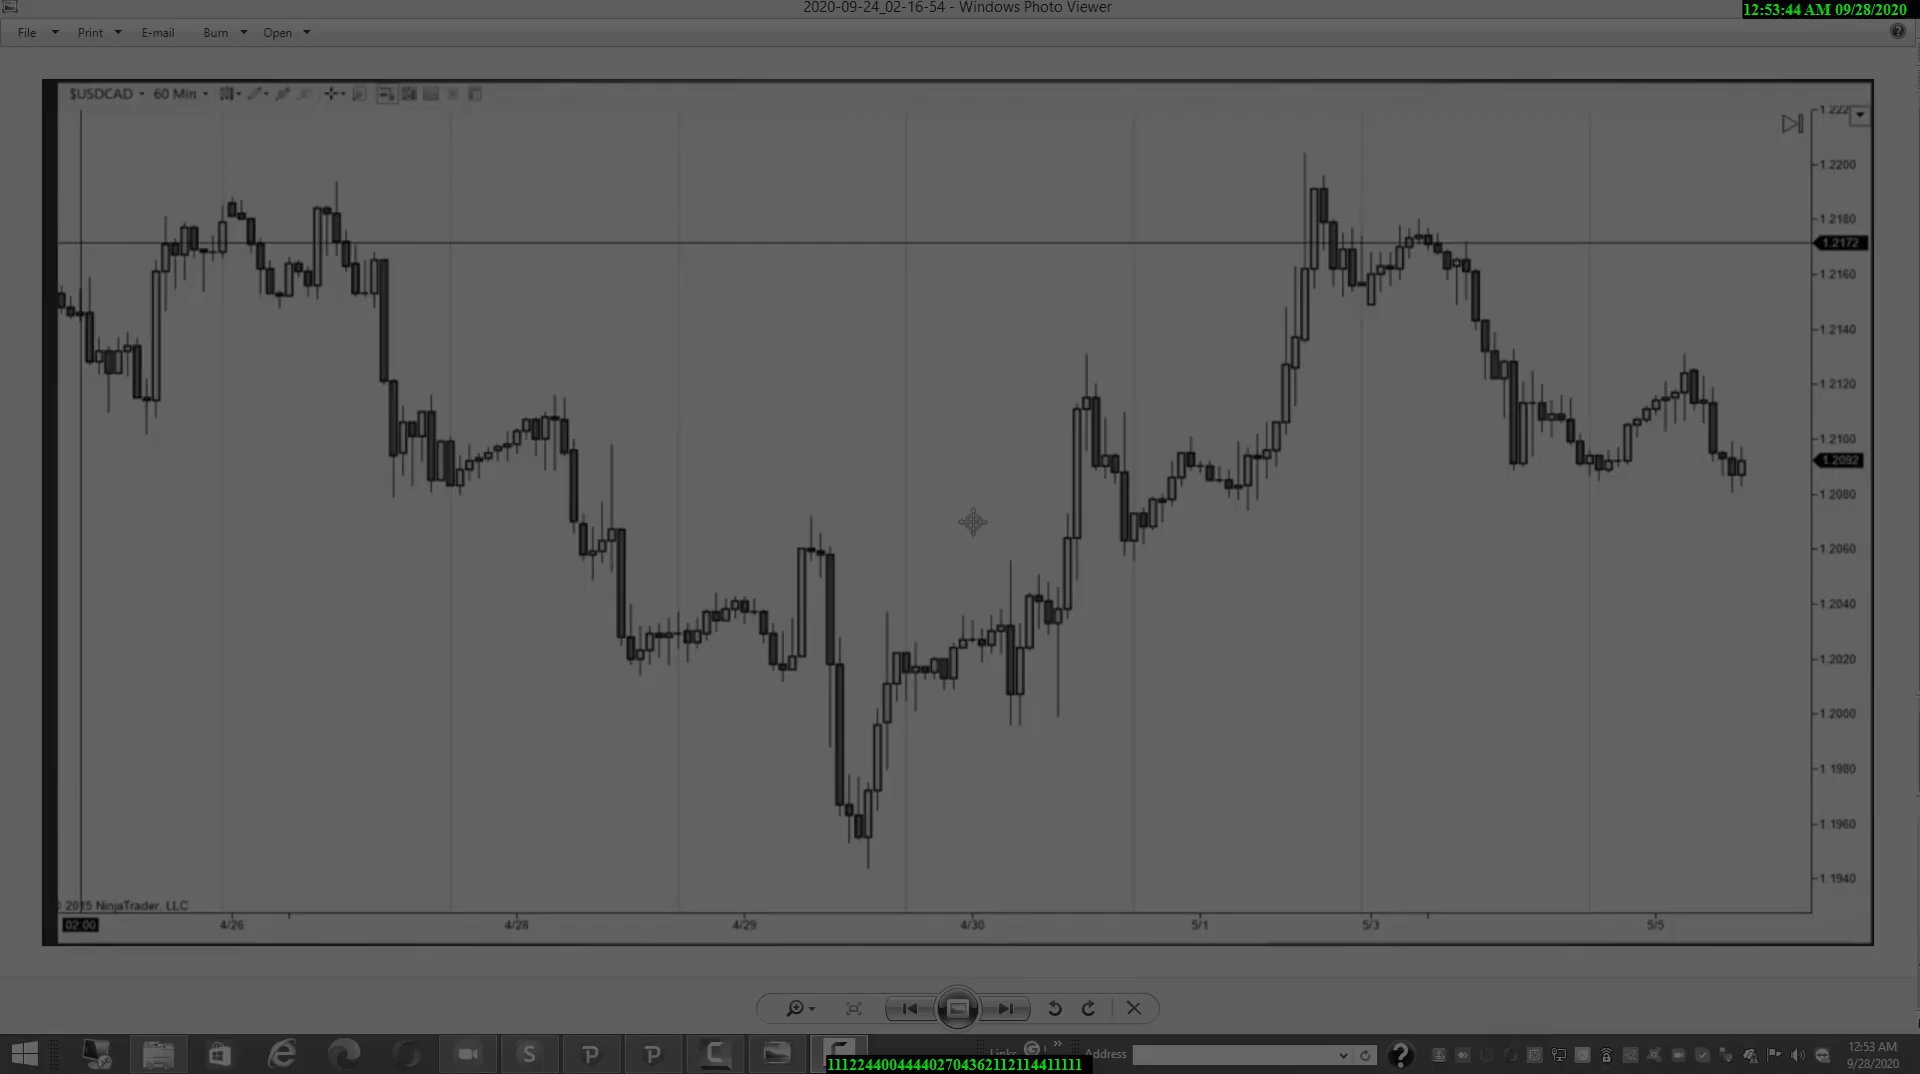 2020-09-24_02-16-54 - Windows Photo Viewer
12:53:44 AM 09/28/2020
File Print E-mail Burn Open
$USDCAD 60 Min
1.222
1.2200
1.2180
1.2172
1.2160
1.2140
1.2120
1.2100
1.2092
1.2080
1.2060
1.2040
1.2020
1.2000
1.1980
1.1960
1.1940
2015 NinjaTrader, LLC
02:00 4/26 4/28 4/29 4/30 5/1 5/3 5/5
Links Address
12:53 AM
9/28/2020